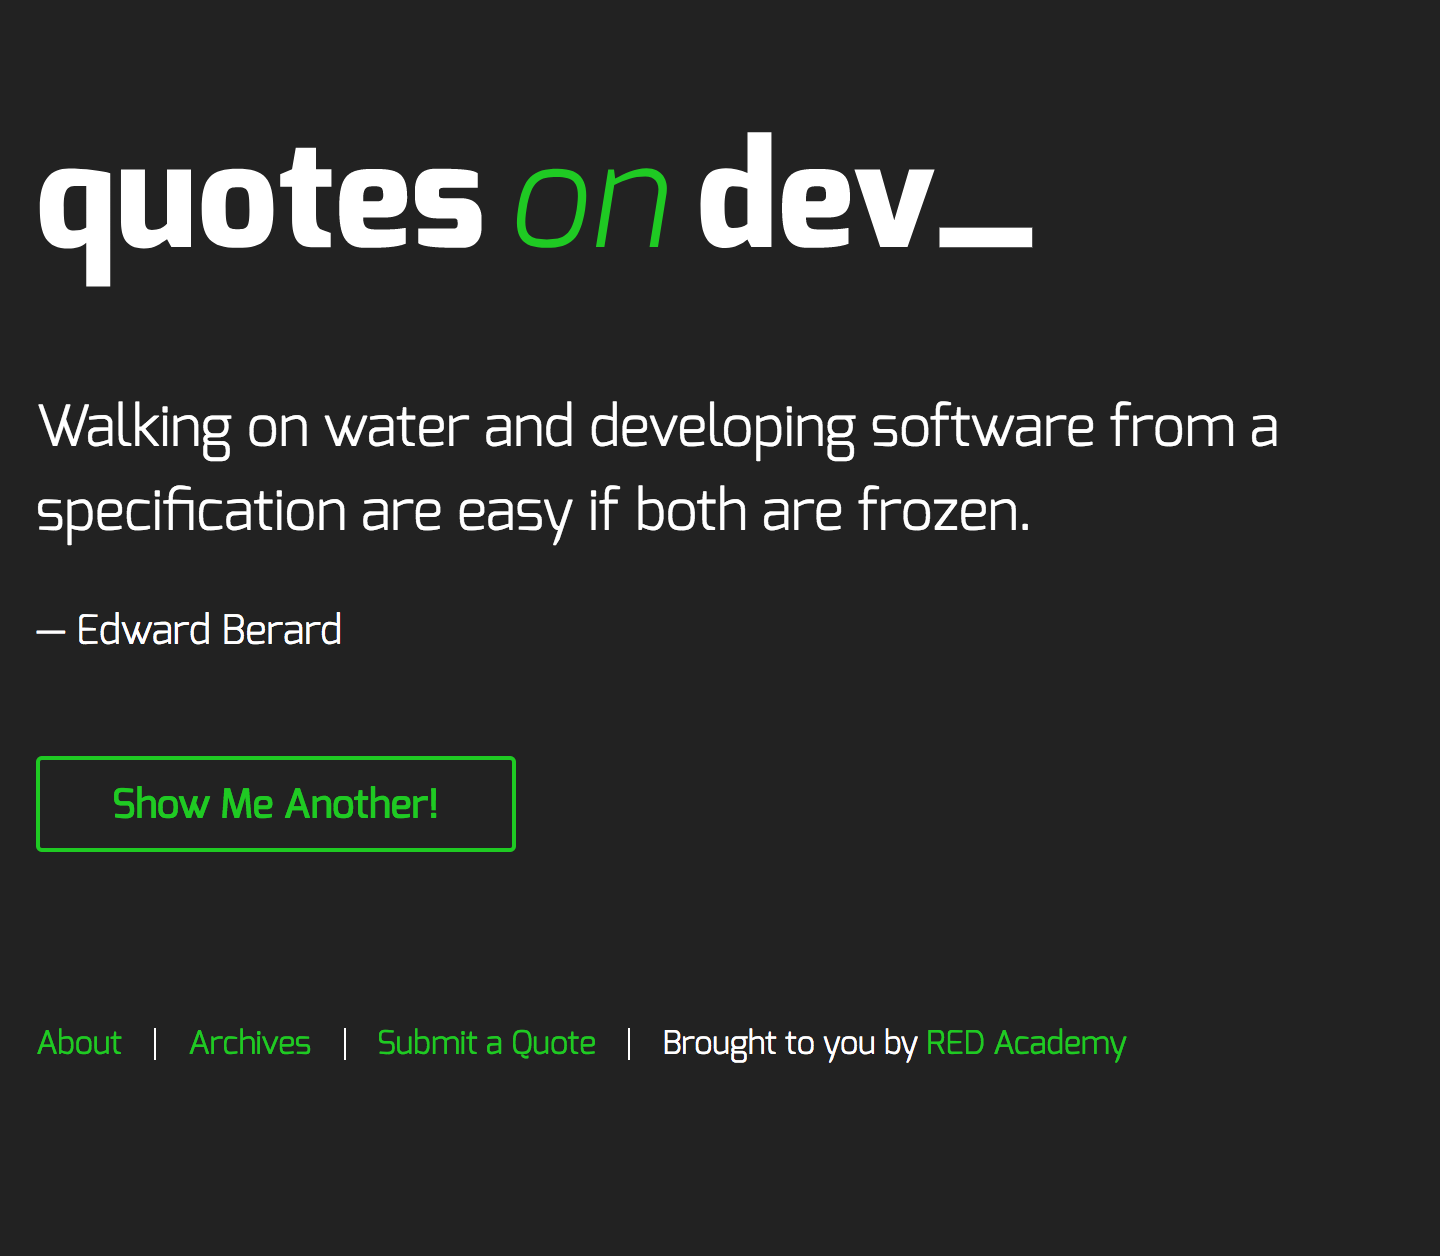 quotes on dev_
Walking on water and developing software from a
specification are easy if both are frozen.
— Edward Berard
Show Me Another!
About | Archives | Submit a Quote | Brought to you by RED Academy